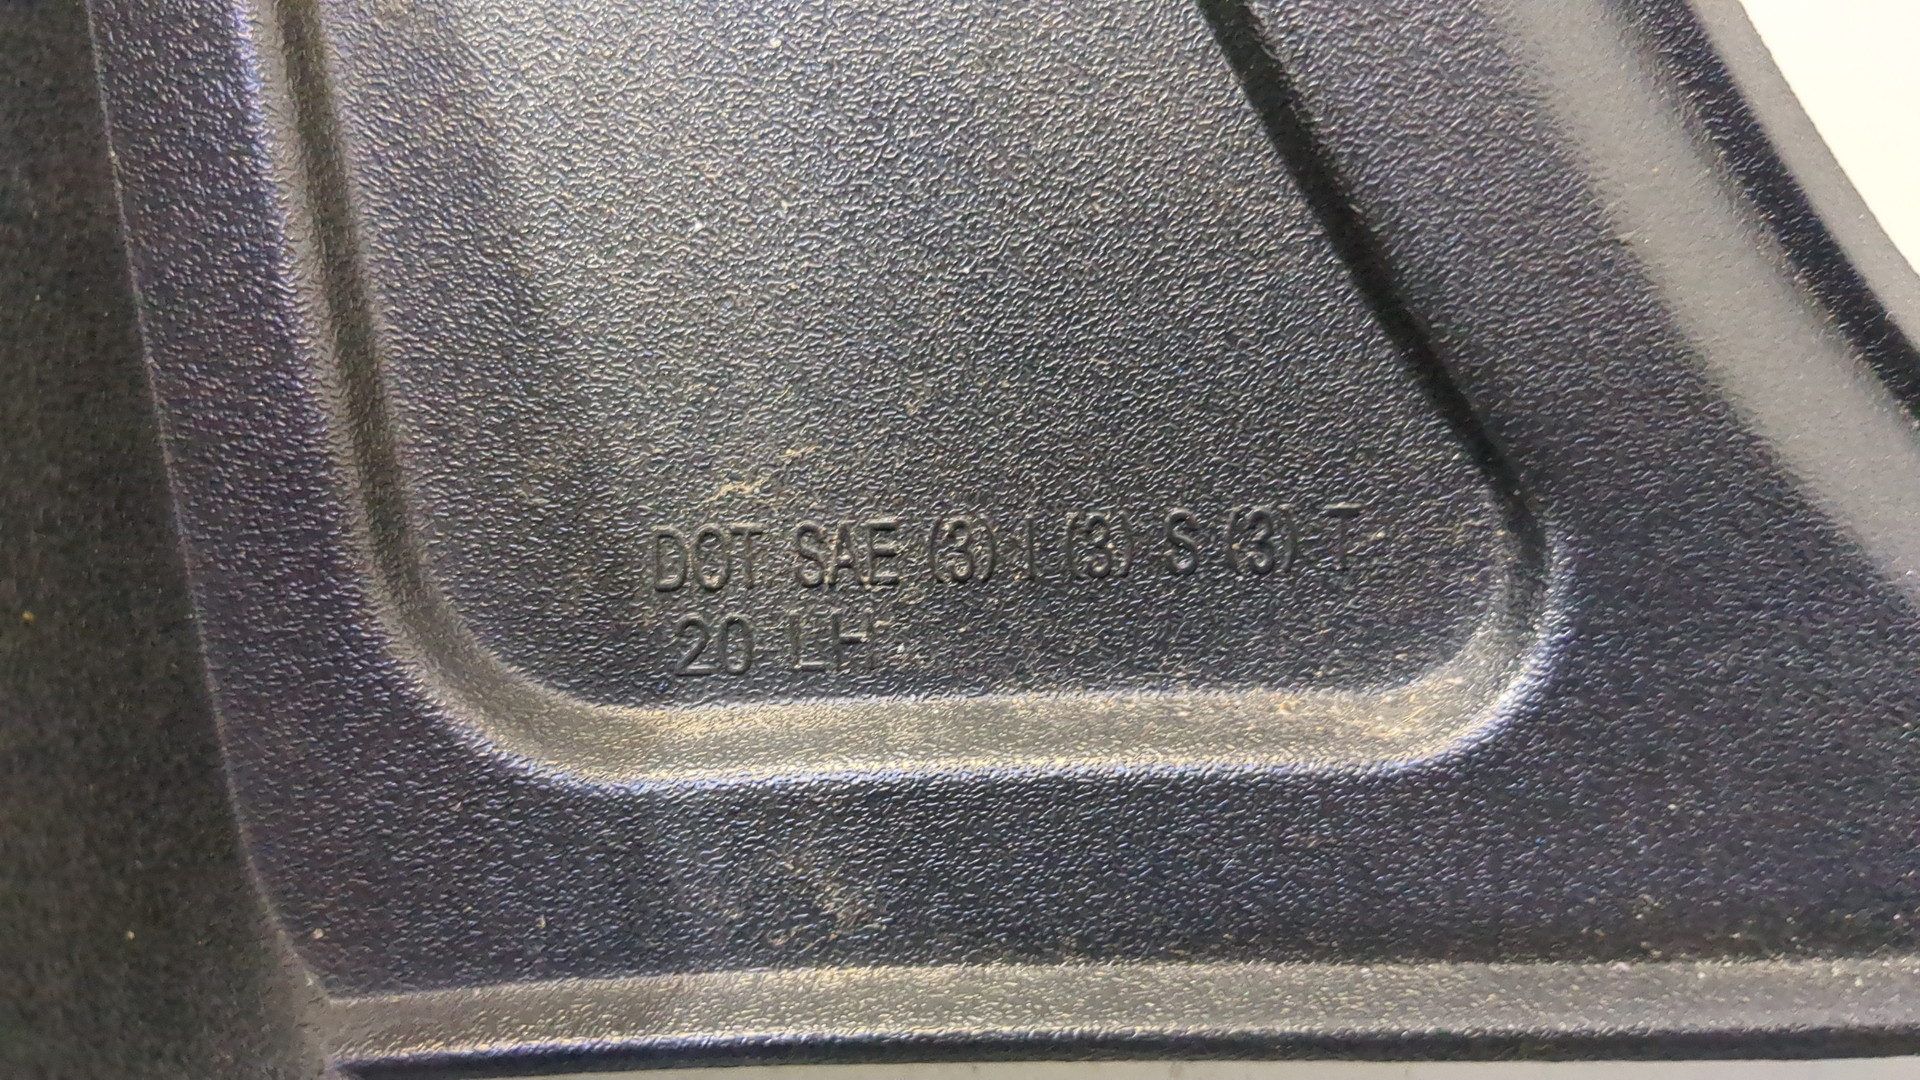 DOT SAE (3) I (3) S (3) T
20 LH